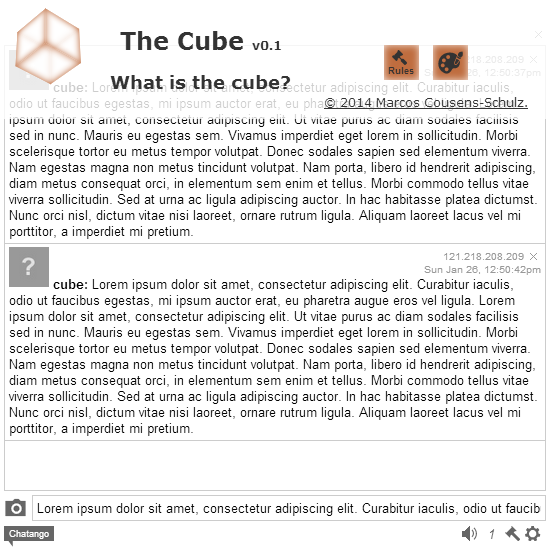 The Cube v0.1
What is the cube?
Rules
© 2014 Marcos Cousens-Schulz.
121.218.208.209
Sun Jan 26, 12:50:37pm
cube: Lorem ipsum dolor sit amet, consectetur adipiscing elit. Curabitur iaculis,
odio ut faucibus egestas, mi ipsum auctor erat, eu pharetra augue eros vel ligula. Lorem
ipsum dolor sit amet, consectetur adipiscing elit. Ut vitae purus ac diam sodales facilisis
sed in nunc. Mauris eu egestas sem. Vivamus imperdiet eget lorem in sollicitudin. Morbi
scelerisque tortor eu metus tempor volutpat. Donec sodales sapien sed elementum viverra.
Nam egestas magna non metus tincidunt volutpat. Nam porta, libero id hendrerit adipiscing,
diam metus consequat orci, in elementum sem enim et tellus. Morbi commodo tellus vitae
viverra sollicitudin. Sed at urna ac ligula adipiscing auctor. In hac habitasse platea dictumst.
Nunc orci nisl, dictum vitae nisi laoreet, ornare rutrum ligula. Aliquam laoreet lacus vel mi
porttitor, a imperdiet mi pretium.
?
121.218.208.209
Sun Jan 26, 12:50:42pm
cube: Lorem ipsum dolor sit amet, consectetur adipiscing elit. Curabitur iaculis,
odio ut faucibus egestas, mi ipsum auctor erat, eu pharetra augue eros vel ligula. Lorem
ipsum dolor sit amet, consectetur adipiscing elit. Ut vitae purus ac diam sodales facilisis
sed in nunc. Mauris eu egestas sem. Vivamus imperdiet eget lorem in sollicitudin. Morbi
scelerisque tortor eu metus tempor volutpat. Donec sodales sapien sed elementum viverra.
Nam egestas magna non metus tincidunt volutpat. Nam porta, libero id hendrerit adipiscing,
diam metus consequat orci, in elementum sem enim et tellus. Morbi commodo tellus vitae
viverra sollicitudin. Sed at urna ac ligula adipiscing auctor. In hac habitasse platea dictumst.
Nunc orci nisl, dictum vitae nisi laoreet, ornare rutrum ligula. Aliquam laoreet lacus vel mi
porttitor, a imperdiet mi pretium.
Lorem ipsum dolor sit amet, consectetur adipiscing elit. Curabitur iaculis, odio ut faucib
Chatango
1